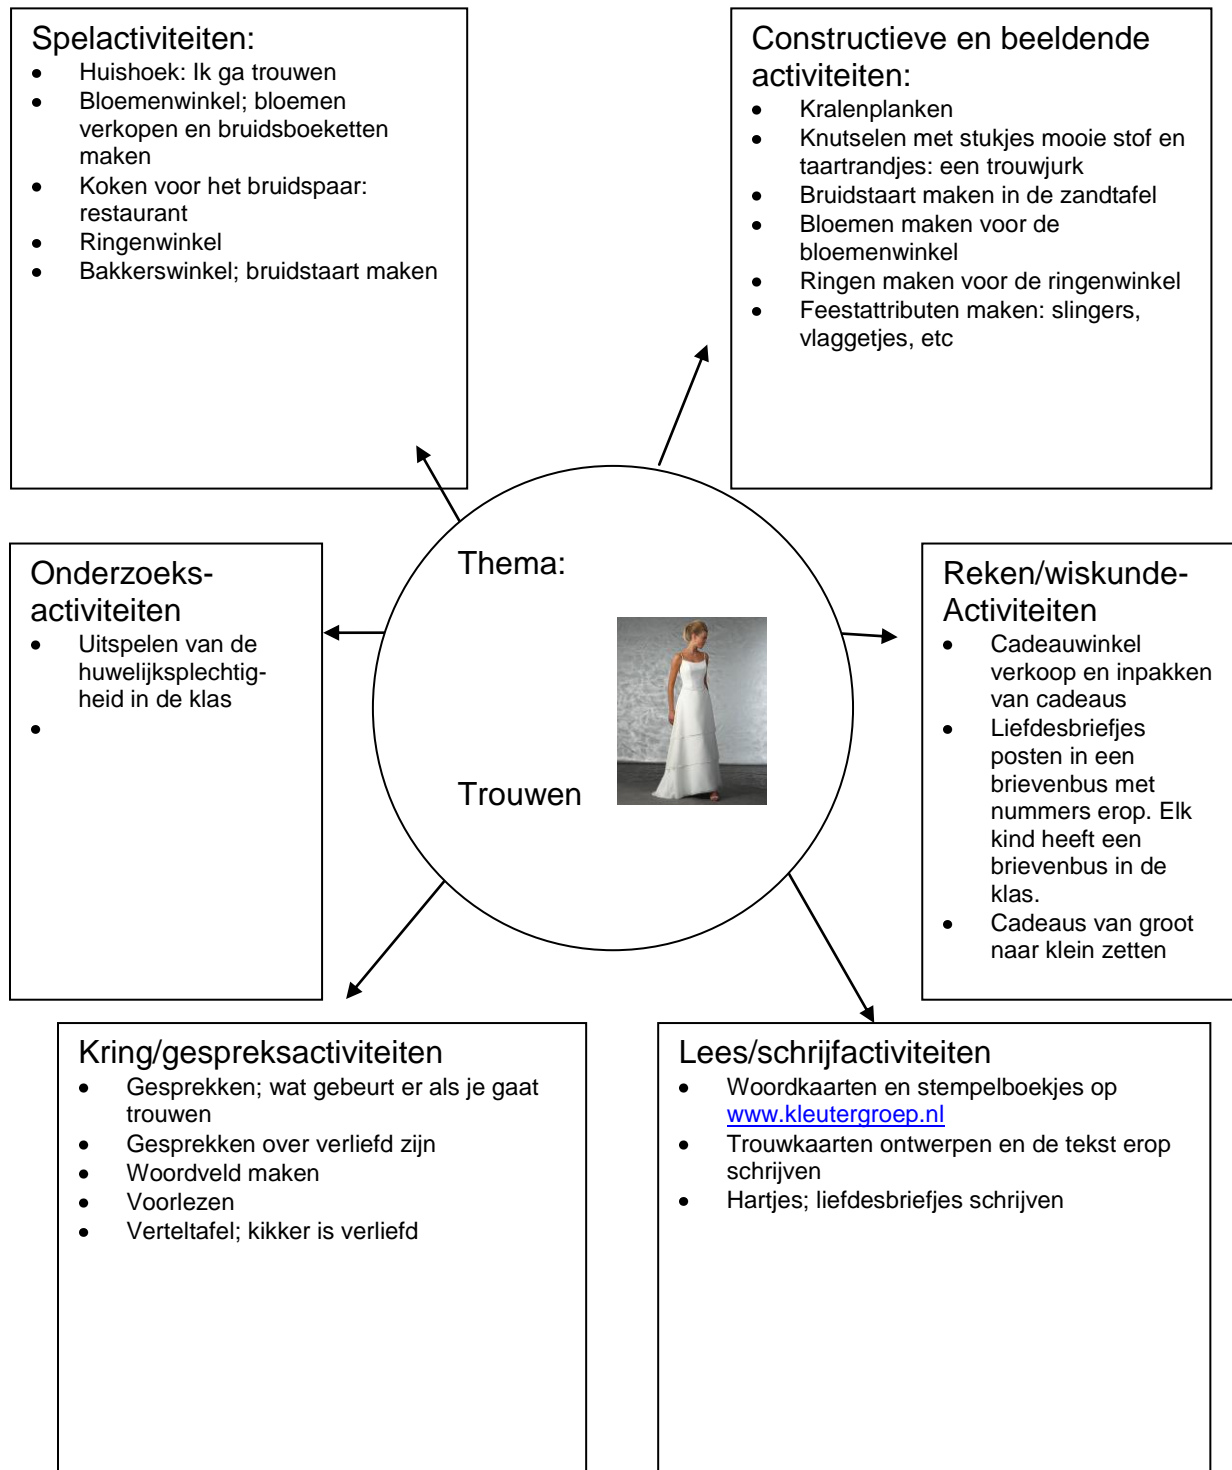 Spelactiviteiten:
• Huishoek: Ik ga trouwen
• Bloemenwinkel; bloemen
verkopen en bruidsboeketten
maken
• Koken voor het bruidspaar:
restaurant
• Ringenwinkel
• Bakkerswinkel; bruidstaart maken
Constructieve en beeldende
activiteiten:
• Kralenplanken
• Knutselen met stukjes mooie stof en
taartrandjes: een trouwjurk
• Bruidstaart maken in de zandtafel
• Bloemen maken voor de
bloemenwinkel
• Ringen maken voor de ringenwinkel
• Feestattributen maken: slingers,
vlaggetjes, etc
Thema:
Trouwen
Onderzoeks-
activiteiten
• Uitspelen van de
huwelijksplechtig-
heid in de klas
•
Reken/wiskunde-
Activiteiten
• Cadeauwinkel
verkoop en inpakken
van cadeaus
• Liefdesbriefjes
posten in een
brievenbus met
nummers erop. Elk
kind heeft een
brievenbus in de
klas.
• Cadeaus van groot
naar klein zetten
Kring/gespreksactiviteiten
• Gesprekken; wat gebeurt er als je gaat
trouwen
• Gesprekken over verliefd zijn
• Woordveld maken
• Voorlezen
• Verteltafel; kikker is verliefd
Lees/schrijfactiviteiten
• Woordkaarten en stempelboekjes op
www.kleutergroep.nl
• Trouwkaarten ontwerpen en de tekst erop
schrijven
• Hartjes; liefdesbriefjes schrijven